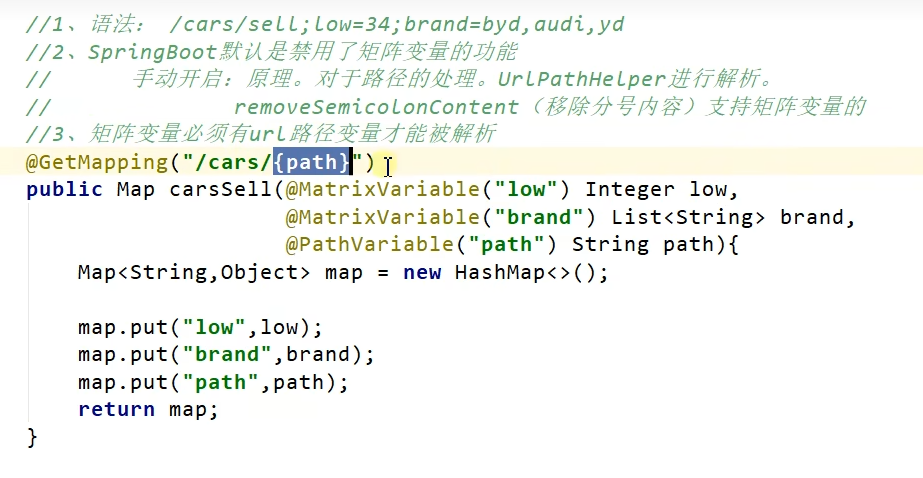 //1、语法： /cars/sell;low=34;brand=byd,audi,yd
//2、SpringBoot默认是禁用了矩阵变量的功能
//      手动开启：原理。对于路径的处理。UrlPathHelper进行解析。
//              removeSemicolonContent（移除分号内容）支持矩阵变量的
//3、矩阵变量必须有url路径变量才能被解析
@GetMapping("/cars/{path}")
public Map carsSell(@MatrixVariable("low") Integer low,
                    @MatrixVariable("brand") List<String> brand,
                    @PathVariable("path") String path){
    Map<String,Object> map = new HashMap<>();
    map.put("low",low);
    map.put("brand",brand);
    map.put("path",path);
    return map;
}